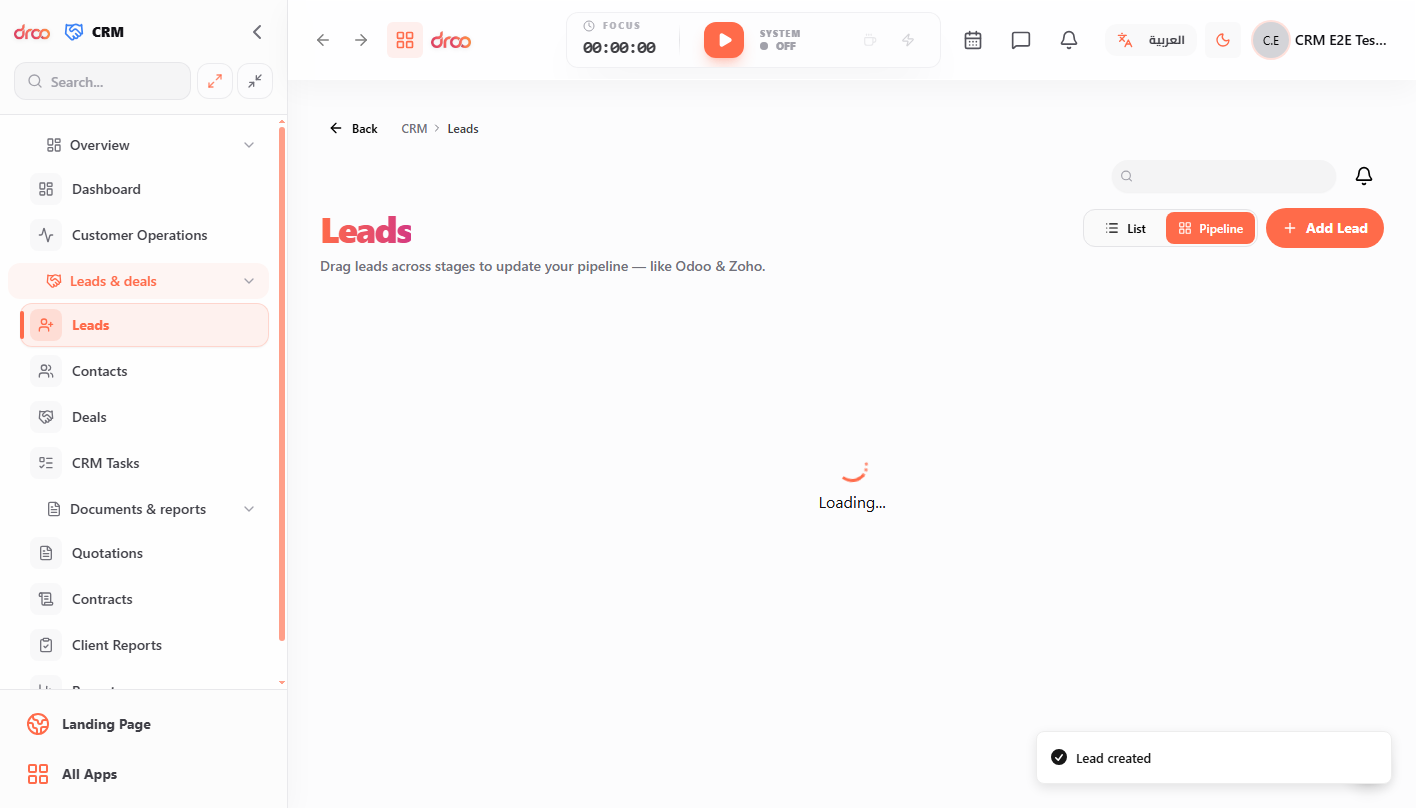 droo CRM
Search...
Overview
Dashboard
Customer Operations
Leads & deals
Leads
Contacts
Deals
CRM Tasks
Documents & reports
Quotations
Contracts
Client Reports
Landing Page
All Apps
droo
FOCUS
00:00:00
SYSTEM
OFF
العربية
C.E
CRM E2E Tes...
Back
CRM
Leads
Leads
List
Pipeline
Add Lead
Drag leads across stages to update your pipeline — like Odoo & Zoho.
Loading...
Lead created